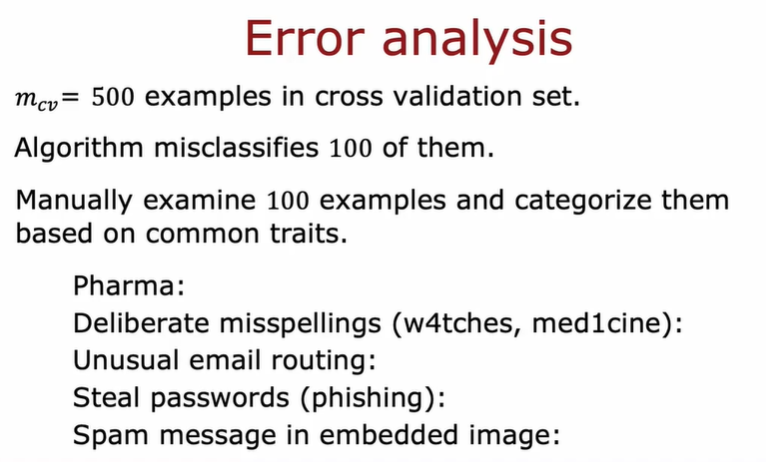 Error analysis
m_cv = 500 examples in cross validation set.
Algorithm misclassifies 100 of them.
Manually examine 100 examples and categorize them
based on common traits.
Pharma:
Deliberate misspellings (w4tches, med1cine):
Unusual email routing:
Steal passwords (phishing):
Spam message in embedded image: